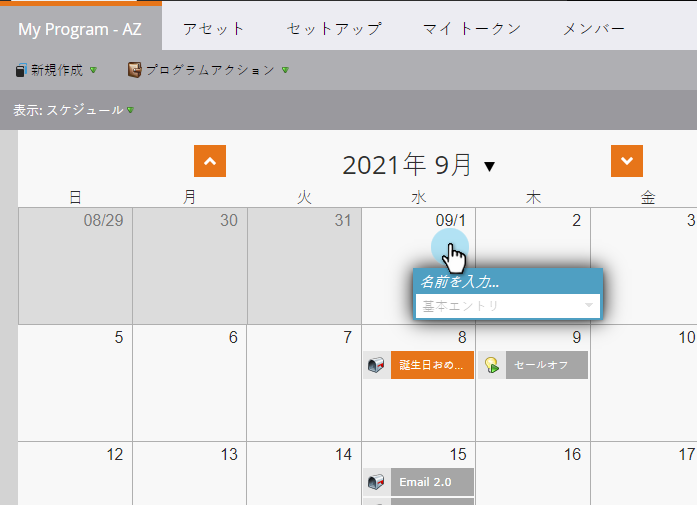 My Program - AZ アセット セットアップ マイ トークン メンバー
新規作成 プログラムアクション
表示: スケジュール
2021年 9月
日 月 火 水 木 金
08/29 30 31 09/1 2 3
名前を入力...
基本エントリ
5 6 7 8 9 10
誕生日おめ... セールオフ
12 13 14 15 16 17
Email 2.0